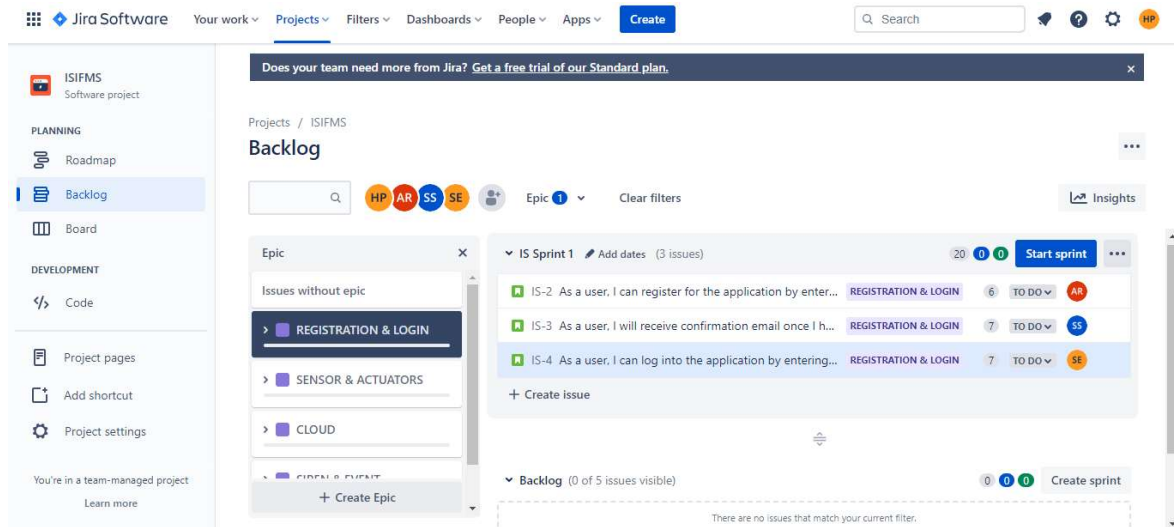 Jira Software Your work Projects Filters Dashboards People Apps Create Search HP
Does your team need more from Jira? Get a free trial of our Standard plan.
ISIFMS
Software project
PLANNING
Roadmap
Backlog
Board
DEVELOPMENT
Code
Project pages
Add shortcut
Project settings
You're in a team-managed project
Learn more
Projects / ISIFMS
Backlog
HP AR SS SE Epic 1 Clear filters Insights
Epic
Issues without epic
REGISTRATION & LOGIN
SENSOR & ACTUATORS
CLOUD
SIREN & EVENT
+ Create Epic
IS Sprint 1 Add dates (3 issues) 20 0 0 Start sprint
IS-2 As a user, I can register for the application by enter... REGISTRATION & LOGIN 6 TO DO AR
IS-3 As a user, I will receive confirmation email once I h... REGISTRATION & LOGIN 7 TO DO SS
IS-4 As a user, I can log into the application by entering... REGISTRATION & LOGIN 7 TO DO SE
+ Create issue
Backlog (0 of 5 issues visible) 0 0 0 Create sprint
There are no issues that match your current filter.